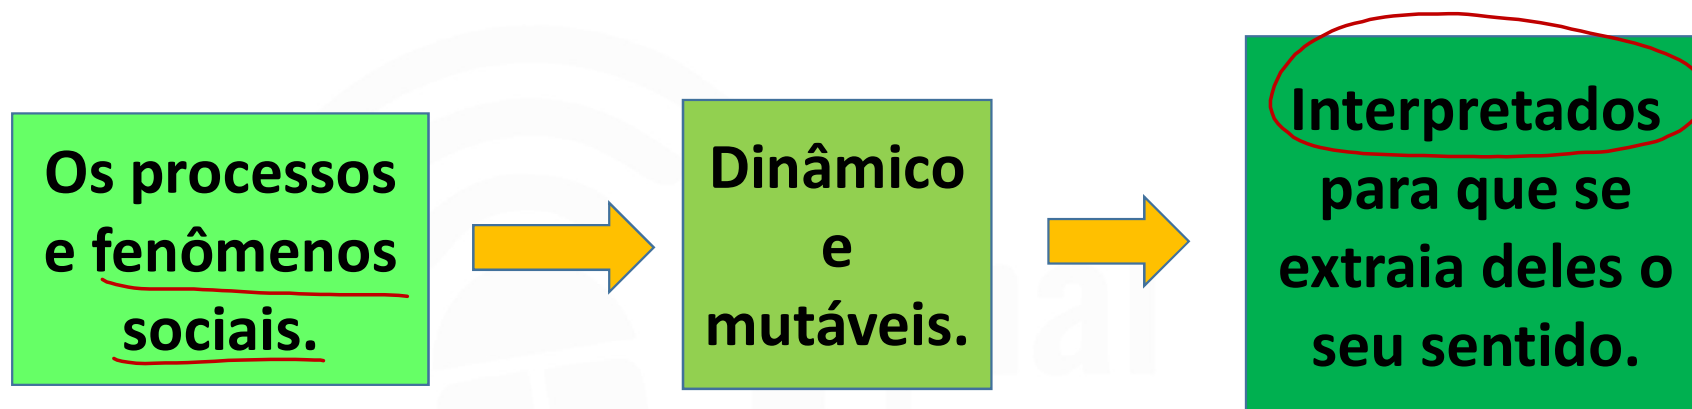 Os processos
e fenômenos
sociais.
Dinâmico
e
mutáveis.
Interpretados
para que se
extraia deles o
seu sentido.